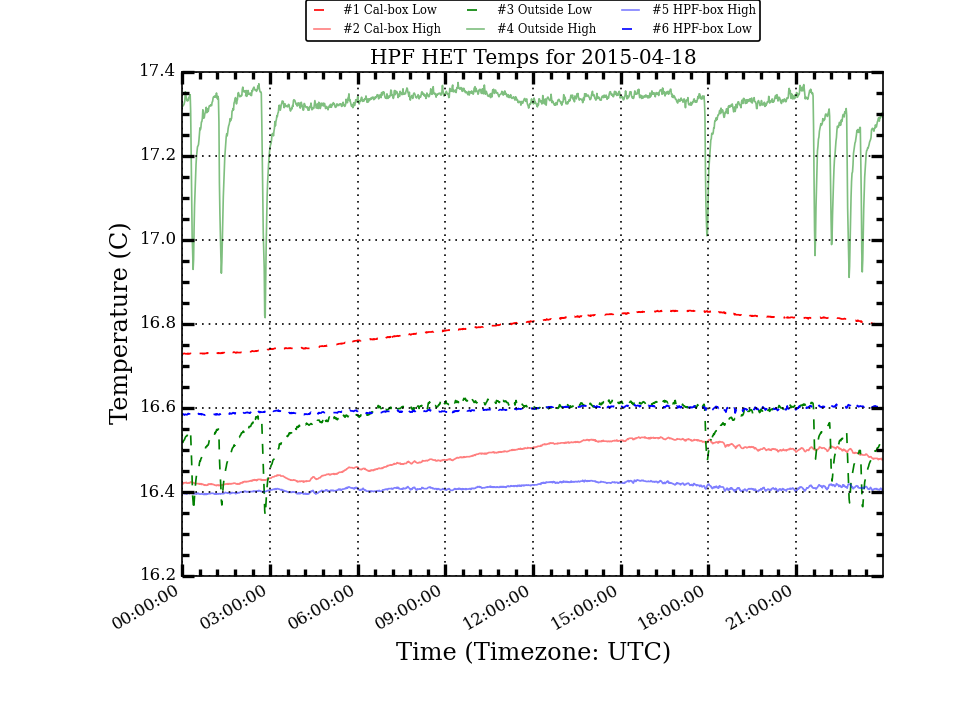 #1 Cal-box Low #3 Outside Low #5 HPF-box High
#2 Cal-box High #4 Outside High #6 HPF-box Low
HPF HET Temps for 2015-04-18
17.4
17.2
17.0
16.8
16.6
16.4
16.2
Temperature (C)
00:00:00 03:00:00 06:00:00 09:00:00 12:00:00 15:00:00 18:00:00 21:00:00
Time (Timezone: UTC)